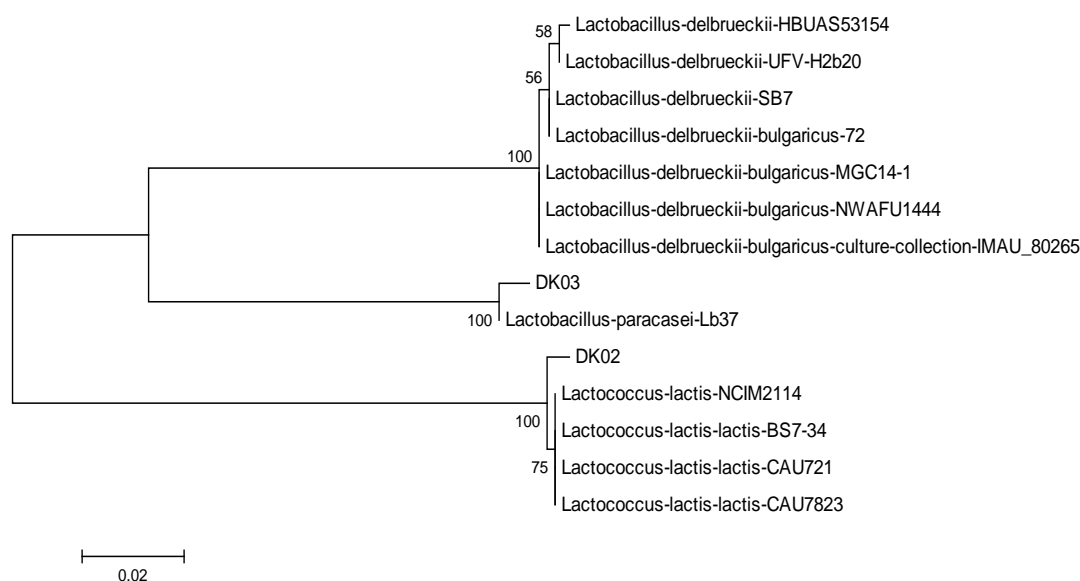 58
Lactobacillus-delbrueckii-HBUAS53154
Lactobacillus-delbrueckii-UFV-H2b20
56
Lactobacillus-delbrueckii-SB7
Lactobacillus-delbrueckii-bulgaricus-72
100
Lactobacillus-delbrueckii-bulgaricus-MGC14-1
Lactobacillus-delbrueckii-bulgaricus-NWAFU1444
Lactobacillus-delbrueckii-bulgaricus-culture-collection-IMAU_80265
DK03
100
Lactobacillus-paracasei-Lb37
DK02
Lactococcus-lactis-NCIM2114
100
Lactococcus-lactis-lactis-BS7-34
75
Lactococcus-lactis-lactis-CAU721
Lactococcus-lactis-lactis-CAU7823
0.02